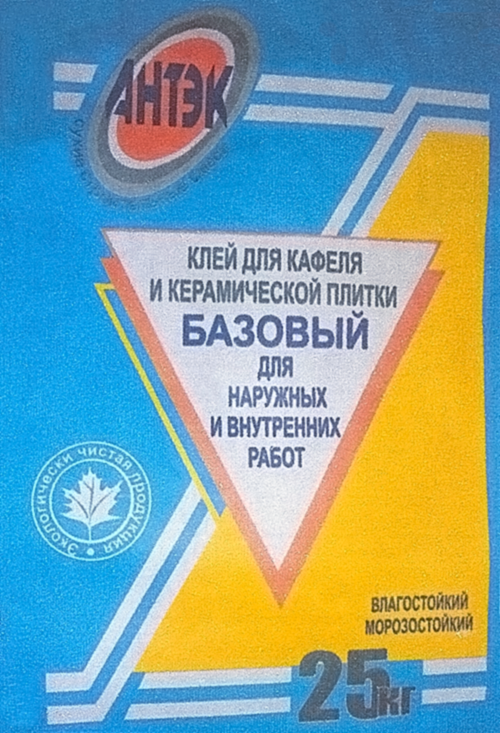 АНТЭК
КЛЕЙ ДЛЯ КАФЕЛЯ
И КЕРАМИЧЕСКОЙ ПЛИТКИ
БАЗОВЫЙ
ДЛЯ
НАРУЖНЫХ
И ВНУТРЕННИХ
РАБОТ
Экологически чистая продукция
ВЛАГОСТОЙКИЙ
МОРОЗОСТОЙКИЙ
25кг